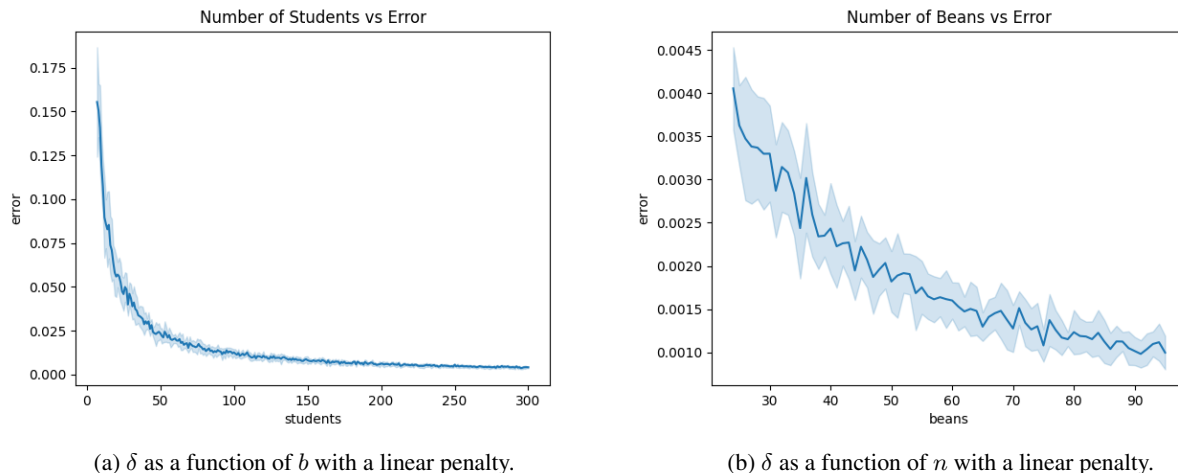 Number of Students vs Error
0.175
0.150
0.125
0.100
0.075
0.050
0.025
0.000
error
0 50 100 150 200 250 300
students
(a) δ as a function of b with a linear penalty.
Number of Beans vs Error
0.0045
0.0040
0.0035
0.0030
0.0025
0.0020
0.0015
0.0010
error
30 40 50 60 70 80 90
beans
(b) δ as a function of n with a linear penalty.